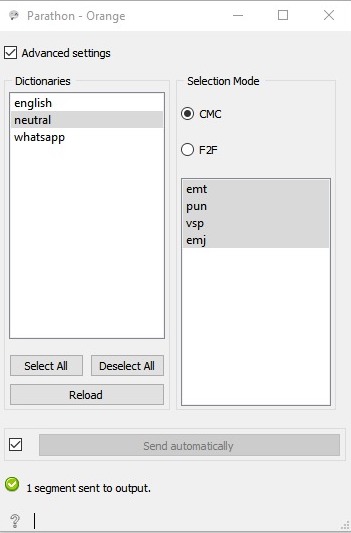 Parathon - Orange
Advanced settings
Dictionaries
english
neutral
whatsapp
Select All
Deselect All
Reload
Selection Mode
CMC
F2F
emt
pun
vsp
emj
Send automatically
1 segment sent to output.
?